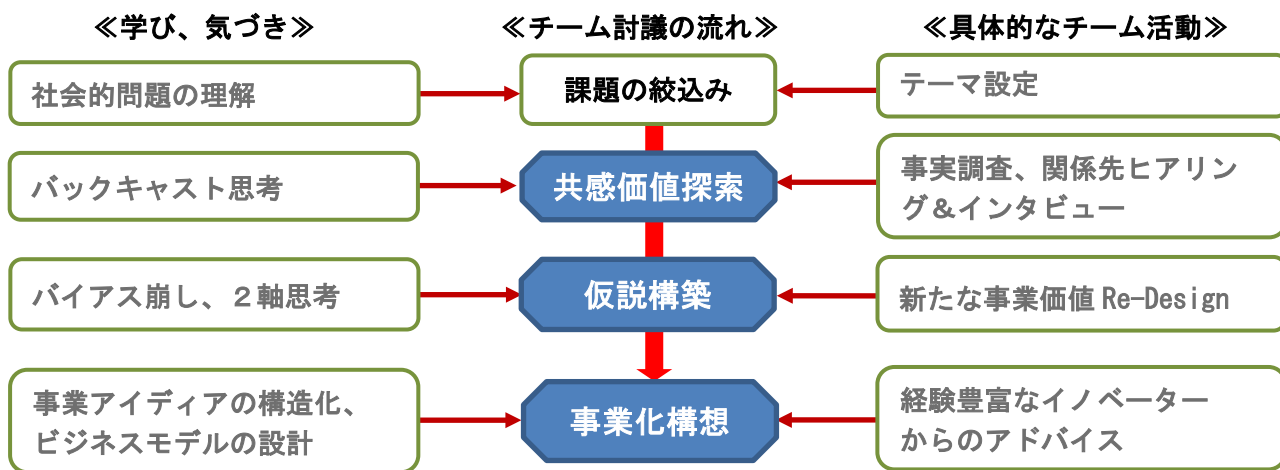 ≪学び、気づき≫
≪チーム討議の流れ≫
≪具体的なチーム活動≫
社会的問題の理解
課題の絞込み
テーマ設定
バックキャスト思考
共感価値探索
事実調査、関係先ヒアリン
グ＆インタビュー
バイアス崩し、２軸思考
仮説構築
新たな事業価値 Re-Design
事業アイディアの構造化、
ビジネスモデルの設計
事業化構想
経験豊富なイノベーター
からのアドバイス